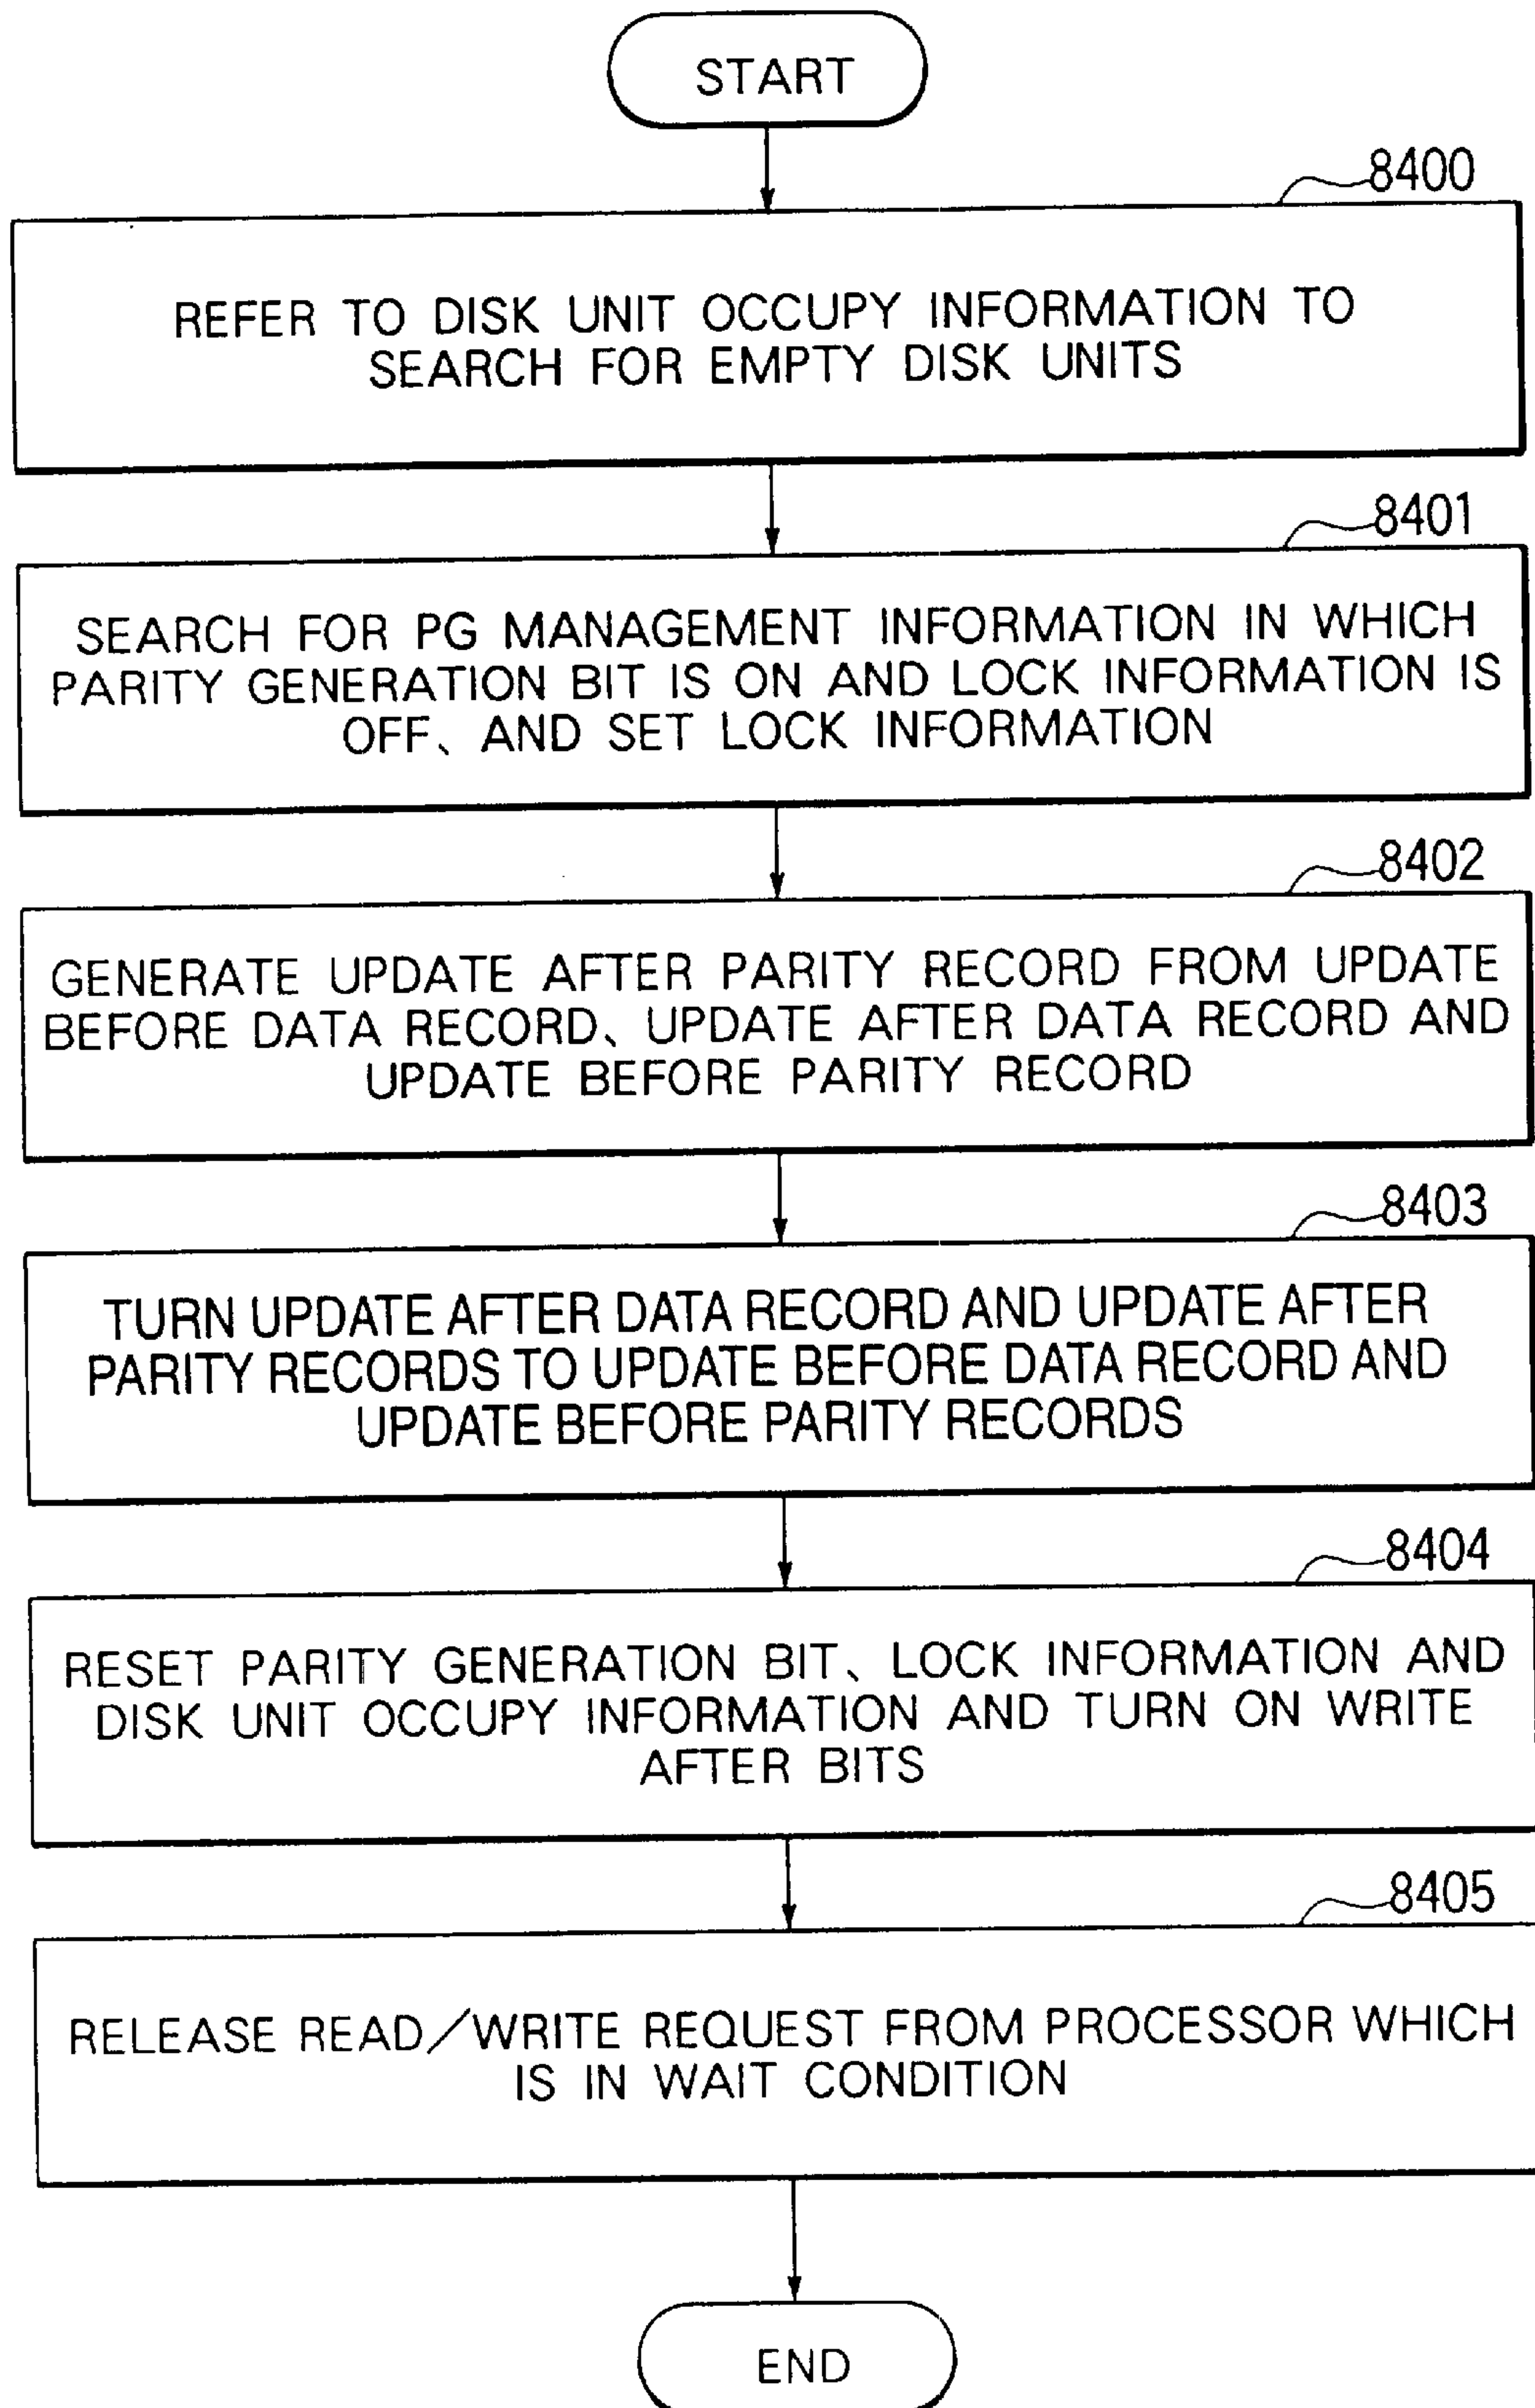 START
8400
REFER TO DISK UNIT OCCUPY INFORMATION TO
SEARCH FOR EMPTY DISK UNITS
8401
SEARCH FOR PG MANAGEMENT INFORMATION IN WHICH
PARITY GENERATION BIT IS ON AND LOCK INFORMATION IS
OFF、AND SET LOCK INFORMATION
8402
GENERATE UPDATE AFTER PARITY RECORD FROM UPDATE
BEFORE DATA RECORD、UPDATE AFTER DATA RECORD AND
UPDATE BEFORE PARITY RECORD
8403
TURN UPDATE AFTER DATA RECORD AND UPDATE AFTER
PARITY RECORDS TO UPDATE BEFORE DATA RECORD AND
UPDATE BEFORE PARITY RECORDS
8404
RESET PARITY GENERATION BIT、LOCK INFORMATION AND
DISK UNIT OCCUPY INFORMATION AND TURN ON WRITE
AFTER BITS
8405
RELEASE READ/WRITE REQUEST FROM PROCESSOR WHICH
IS IN WAIT CONDITION
END